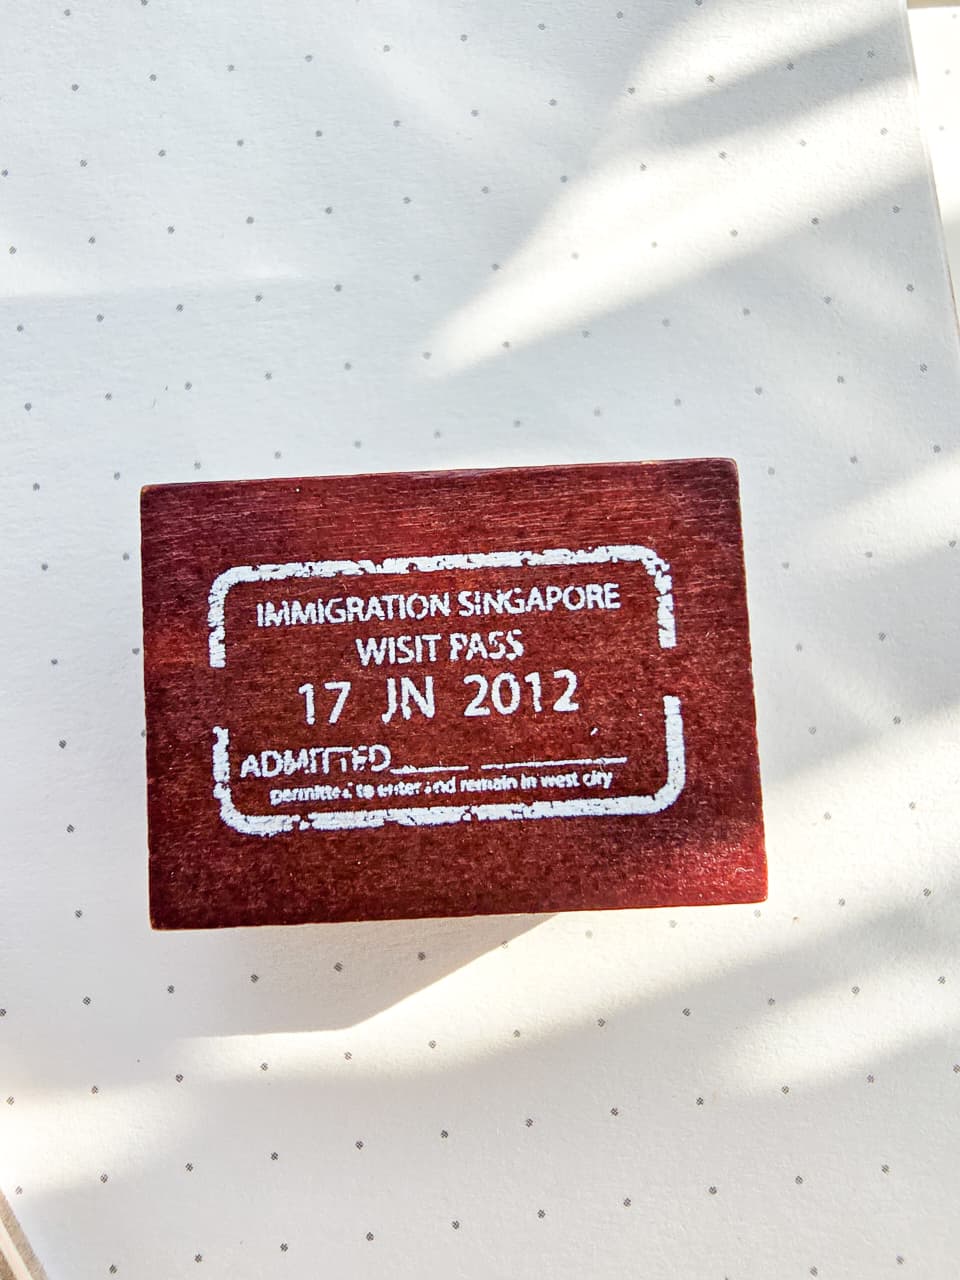 IMMIGRATION SINGAPORE
WISIT PASS
17 JN 2012
ADMITTED
permitted to enter and remain in west city